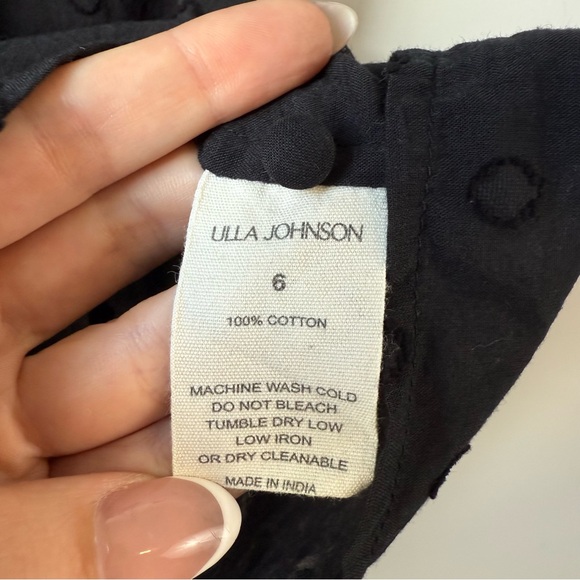 ULLA JOHNSON
6
100% COTTON
MACHINE WASH COLD
DO NOT BLEACH
TUMBLE DRY LOW
LOW IRON
OR DRY CLEANABLE
MADE IN INDIA